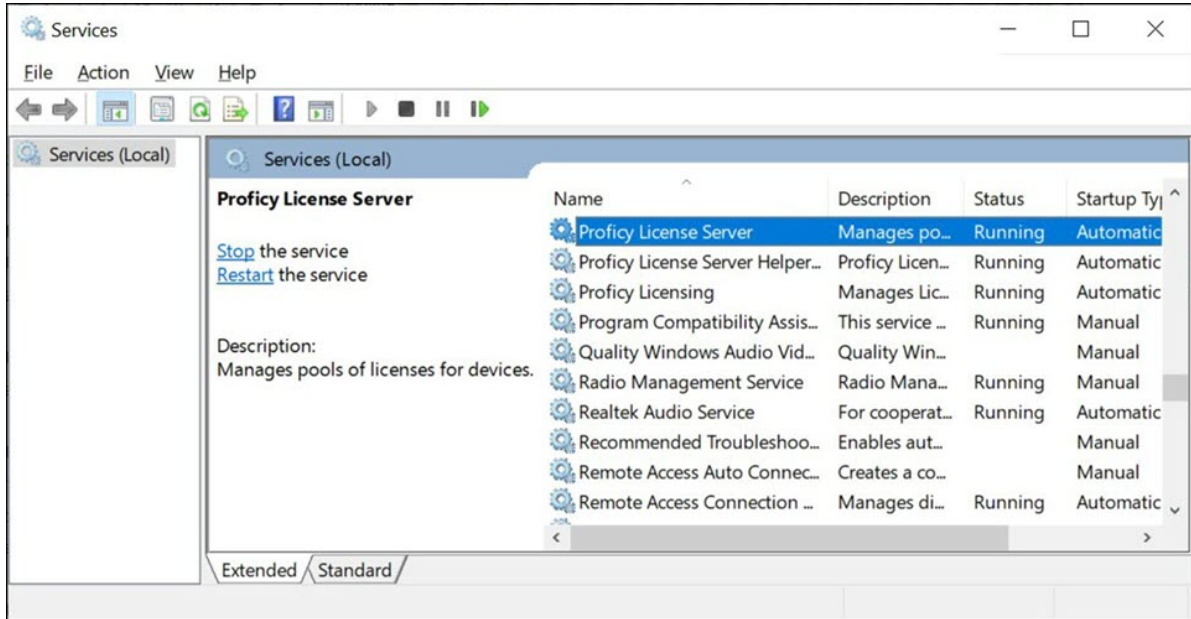 Services
File Action View Help
Services (Local)
Services (Local)
Proficy License Server
Stop the service
Restart the service
Description:
Manages pools of licenses for devices.
Name Description Status Startup Ty
Proficy License Server Manages po... Running Automatic
Proficy License Server Helper... Proficy Licen... Running Automatic
Proficy Licensing Manages Lic... Running Automatic
Program Compatibility Assis... This service ... Running Manual
Quality Windows Audio Vid... Quality Win... Manual
Radio Management Service Radio Mana... Running Manual
Realtek Audio Service For cooperat... Running Automatic
Recommended Troubleshoo... Enables aut... Manual
Remote Access Auto Connec... Creates a co... Manual
Remote Access Connection ... Manages di... Running Automatic
Extended Standard